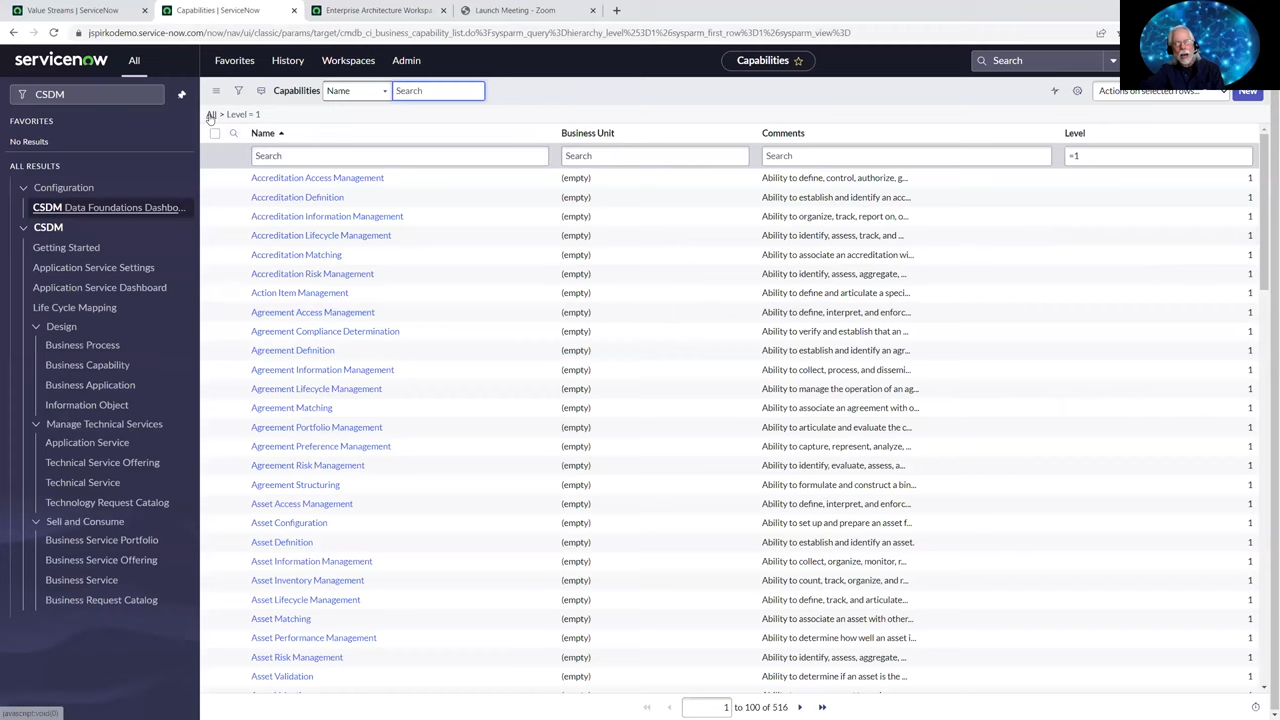 Value Streams | ServiceNow
Capabilities | ServiceNow
Enterprise Architecture Workspa
Launch Meeting - Zoom
jspirkodemo.service-now.com/now/nav/ui/classic/params/target/cmdb_ci_business_capability_list.do%3Fsysparm_query%3Dhierarchy_level%253D1%26sysparm_first_row%3D1%26sysparm_view%3D
servicenow
All
Favorites
History
Workspaces
Admin
Capabilities
Search
CSDM
Capabilities
Name
Search
Actions on selected rows...
New
FAVORITES
No Results
ALL RESULTS
Configuration
CSDM Data Foundations Dashbo...
CSDM
Getting Started
Application Service Settings
Application Service Dashboard
Life Cycle Mapping
Design
Business Process
Business Capability
Business Application
Information Object
Manage Technical Services
Application Service
Technical Service Offering
Technical Service
Technology Request Catalog
Sell and Consume
Business Service Portfolio
Business Service Offering
Business Service
Business Request Catalog
javascript:void(0)
All > Level = 1
Name Business Unit Comments Level
Search Search Search =1
Accreditation Access Management (empty) Ability to define, control, authorize, g... 1
Accreditation Definition (empty) Ability to establish and identify an acc... 1
Accreditation Information Management (empty) Ability to organize, track, report on, o... 1
Accreditation Lifecycle Management (empty) Ability to identify, assess, track, and ... 1
Accreditation Matching (empty) Ability to associate an accreditation wi... 1
Accreditation Risk Management (empty) Ability to identify, assess, aggregate, ... 1
Action Item Management (empty) Ability to define and articulate a speci... 1
Agreement Access Management (empty) Ability to define, interpret, and enforc... 1
Agreement Compliance Determination (empty) Ability to verify and establish that an ... 1
Agreement Definition (empty) Ability to establish and identify an agr... 1
Agreement Information Management (empty) Ability to collect, process, and dissemi... 1
Agreement Lifecycle Management (empty) Ability to manage the operation of an ag... 1
Agreement Matching (empty) Ability to associate an agreement with o... 1
Agreement Portfolio Management (empty) Ability to articulate and evaluate the c... 1
Agreement Preference Management (empty) Ability to capture, represent, analyze, ... 1
Agreement Risk Management (empty) Ability to identify, evaluate, assess, a... 1
Agreement Structuring (empty) Ability to formulate and construct a bin... 1
Asset Access Management (empty) Ability to define, interpret, and enforc... 1
Asset Configuration (empty) Ability to set up and prepare an asset f... 1
Asset Definition (empty) Ability to establish and identify an asset. 1
Asset Information Management (empty) Ability to collect, organize, monitor, r... 1
Asset Inventory Management (empty) Ability to count, track, organize, and r... 1
Asset Lifecycle Management (empty) Ability to define, track, and articulate... 1
Asset Matching (empty) Ability to associate an asset with other... 1
Asset Performance Management (empty) Ability to determine how well an asset i... 1
Asset Risk Management (empty) Ability to identify, assess, aggregate, ... 1
Asset Validation (empty) Ability to determine if an asset is the ... 1
1 to 100 of 516